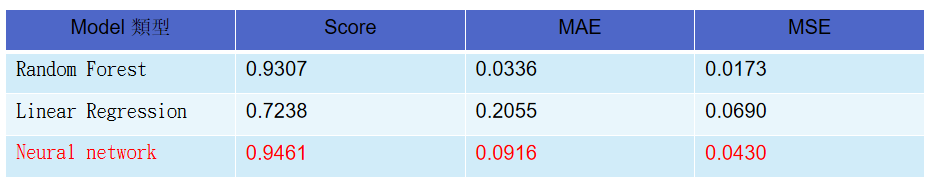 Model 類型 Score MAE MSE
Random Forest 0.9307 0.0336 0.0173
Linear Regression 0.7238 0.2055 0.0690
Neural network 0.9461 0.0916 0.0430